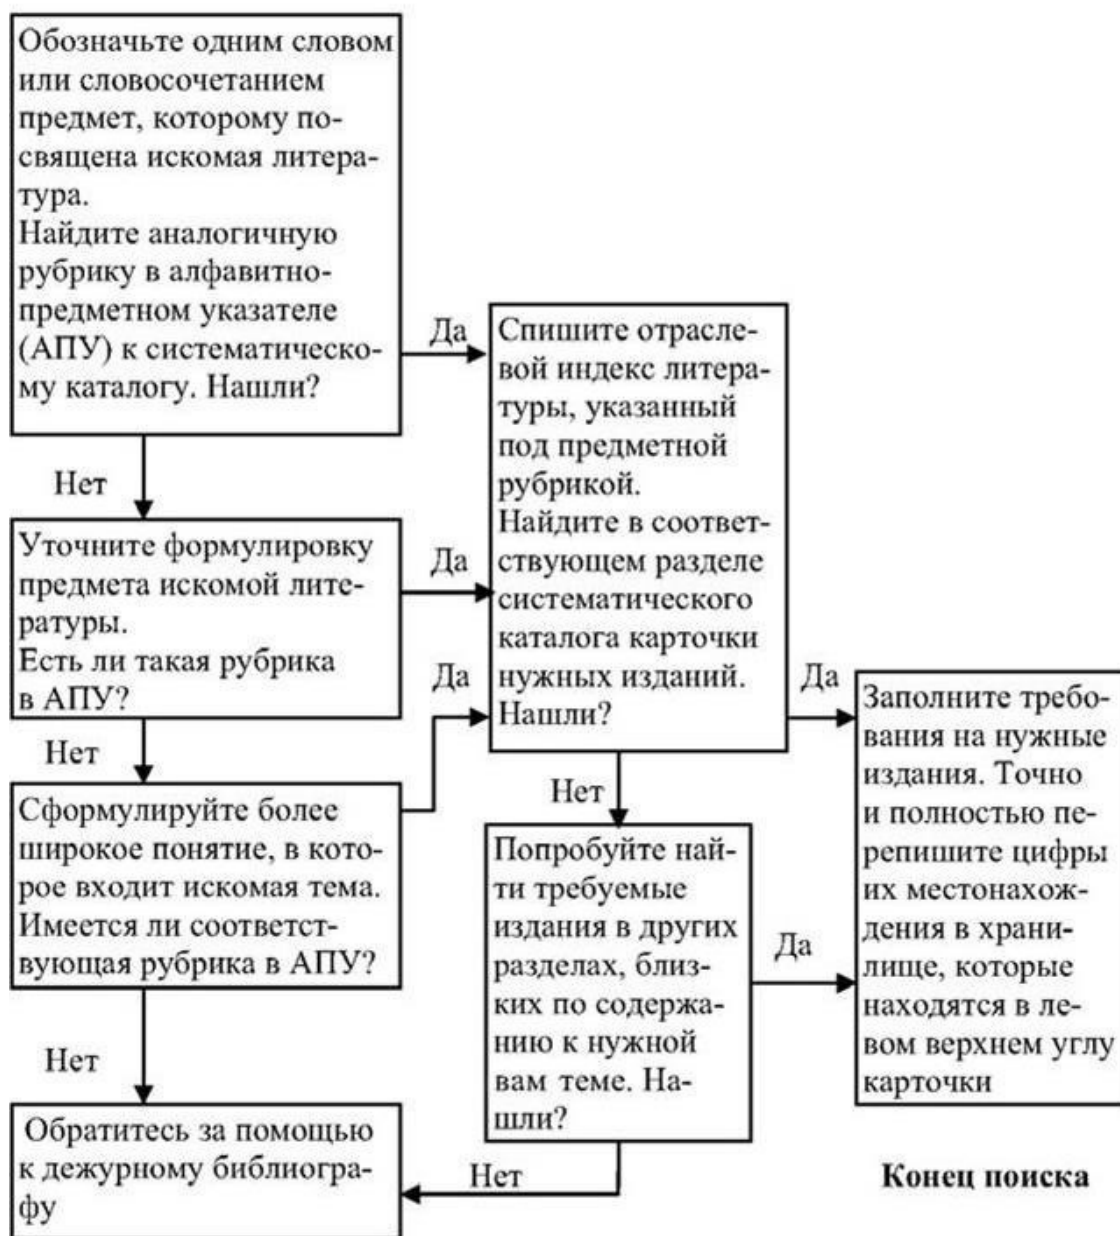 Обозначьте одним словом
или словосочетанием
предмет, которому по-
священа искомая литера-
тура.
Найдите аналогичную
рубрику в алфавитно-
предметном указателе
(АПУ) к систематическо-
му каталогу. Нашли?
Да
Нет
Спишите отрасле-
вой индекс литера-
туры, указанный
под предметной
рубрикой.
Найдите в соответ-
ствующем разделе
систематического
каталога карточки
нужных изданий.
Нашли?
Уточните формулировку
предмета искомой лите-
ратуры.
Есть ли такая рубрика
в АПУ?
Да
Нет
Сформулируйте более
широкое понятие, в кото-
рое входит искомая тема.
Имеется ли соответст-
вующая рубрика в АПУ?
Да
Нет
Да
Нет
Попробуйте най-
ти требуемые
издания в других
разделах, близ-
ких по содержа-
нию к нужной
вам теме. На-
шли?
Да
Нет
Заполните требо-
вания на нужные
издания. Точно
и полностью пе-
репишите цифры
их местонахож-
дения в храни-
лище, которые
находятся в ле-
вом верхнем углу
карточки
Обратитесь за помощью
к дежурному библиогра-
фу
Конец поиска